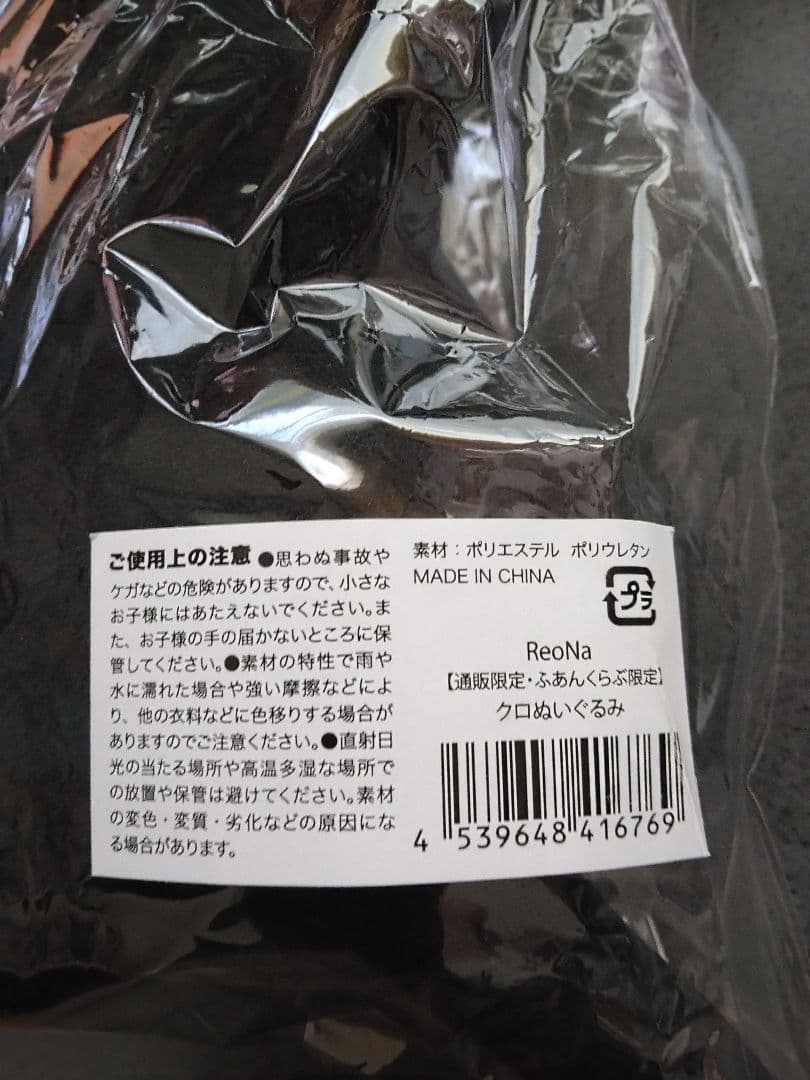 ご使用上の注意 ●思わぬ事故や
ケガなどの危険がありますので、小さな
お子様にはあたえないでください。ま
た、お子様の手の届かないところに保
管してください。●素材の特性で雨や
水に濡れた場合や強い摩擦などによ
り、他の衣料などに色移りする場合が
ありますのでご注意ください。●直射日
光の当たる場所や高温多湿な場所で
の放置や保管は避けてください。素材
の変色・変質・劣化などの原因にな
る場合があります。
素材：ポリエステル ポリウレタン
MADE IN CHINA
プラ
ReoNa
【通販限定・ふあんくらぶ限定】
クロぬいぐるみ
4 539648 416769